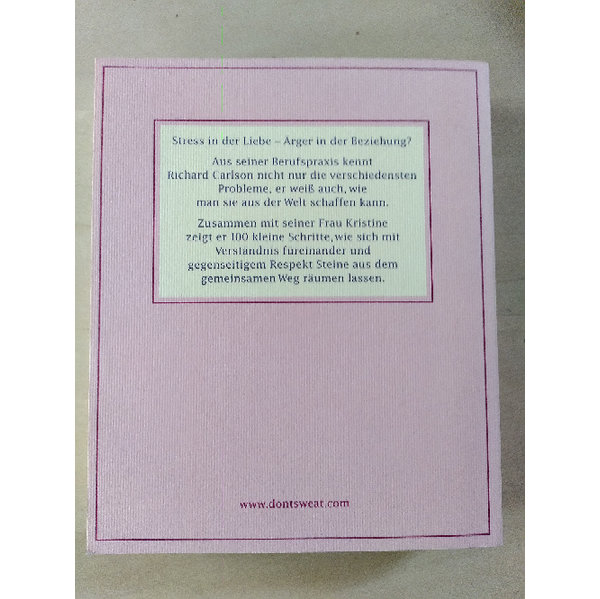 Stress in der Liebe – Ärger in der Beziehung?
Aus seiner Berufspraxis kennt
Richard Carlson nicht nur die verschiedensten
Probleme, er weiß auch, wie
man sie aus der Welt schaffen kann.
Zusammen mit seiner Frau Kristine
zeigt er 100 kleine Schritte, wie sich mit
Verständnis füreinander und
gegenseitigem Respekt Steine aus dem
gemeinsamen Weg räumen lassen.
www.dontsweat.com